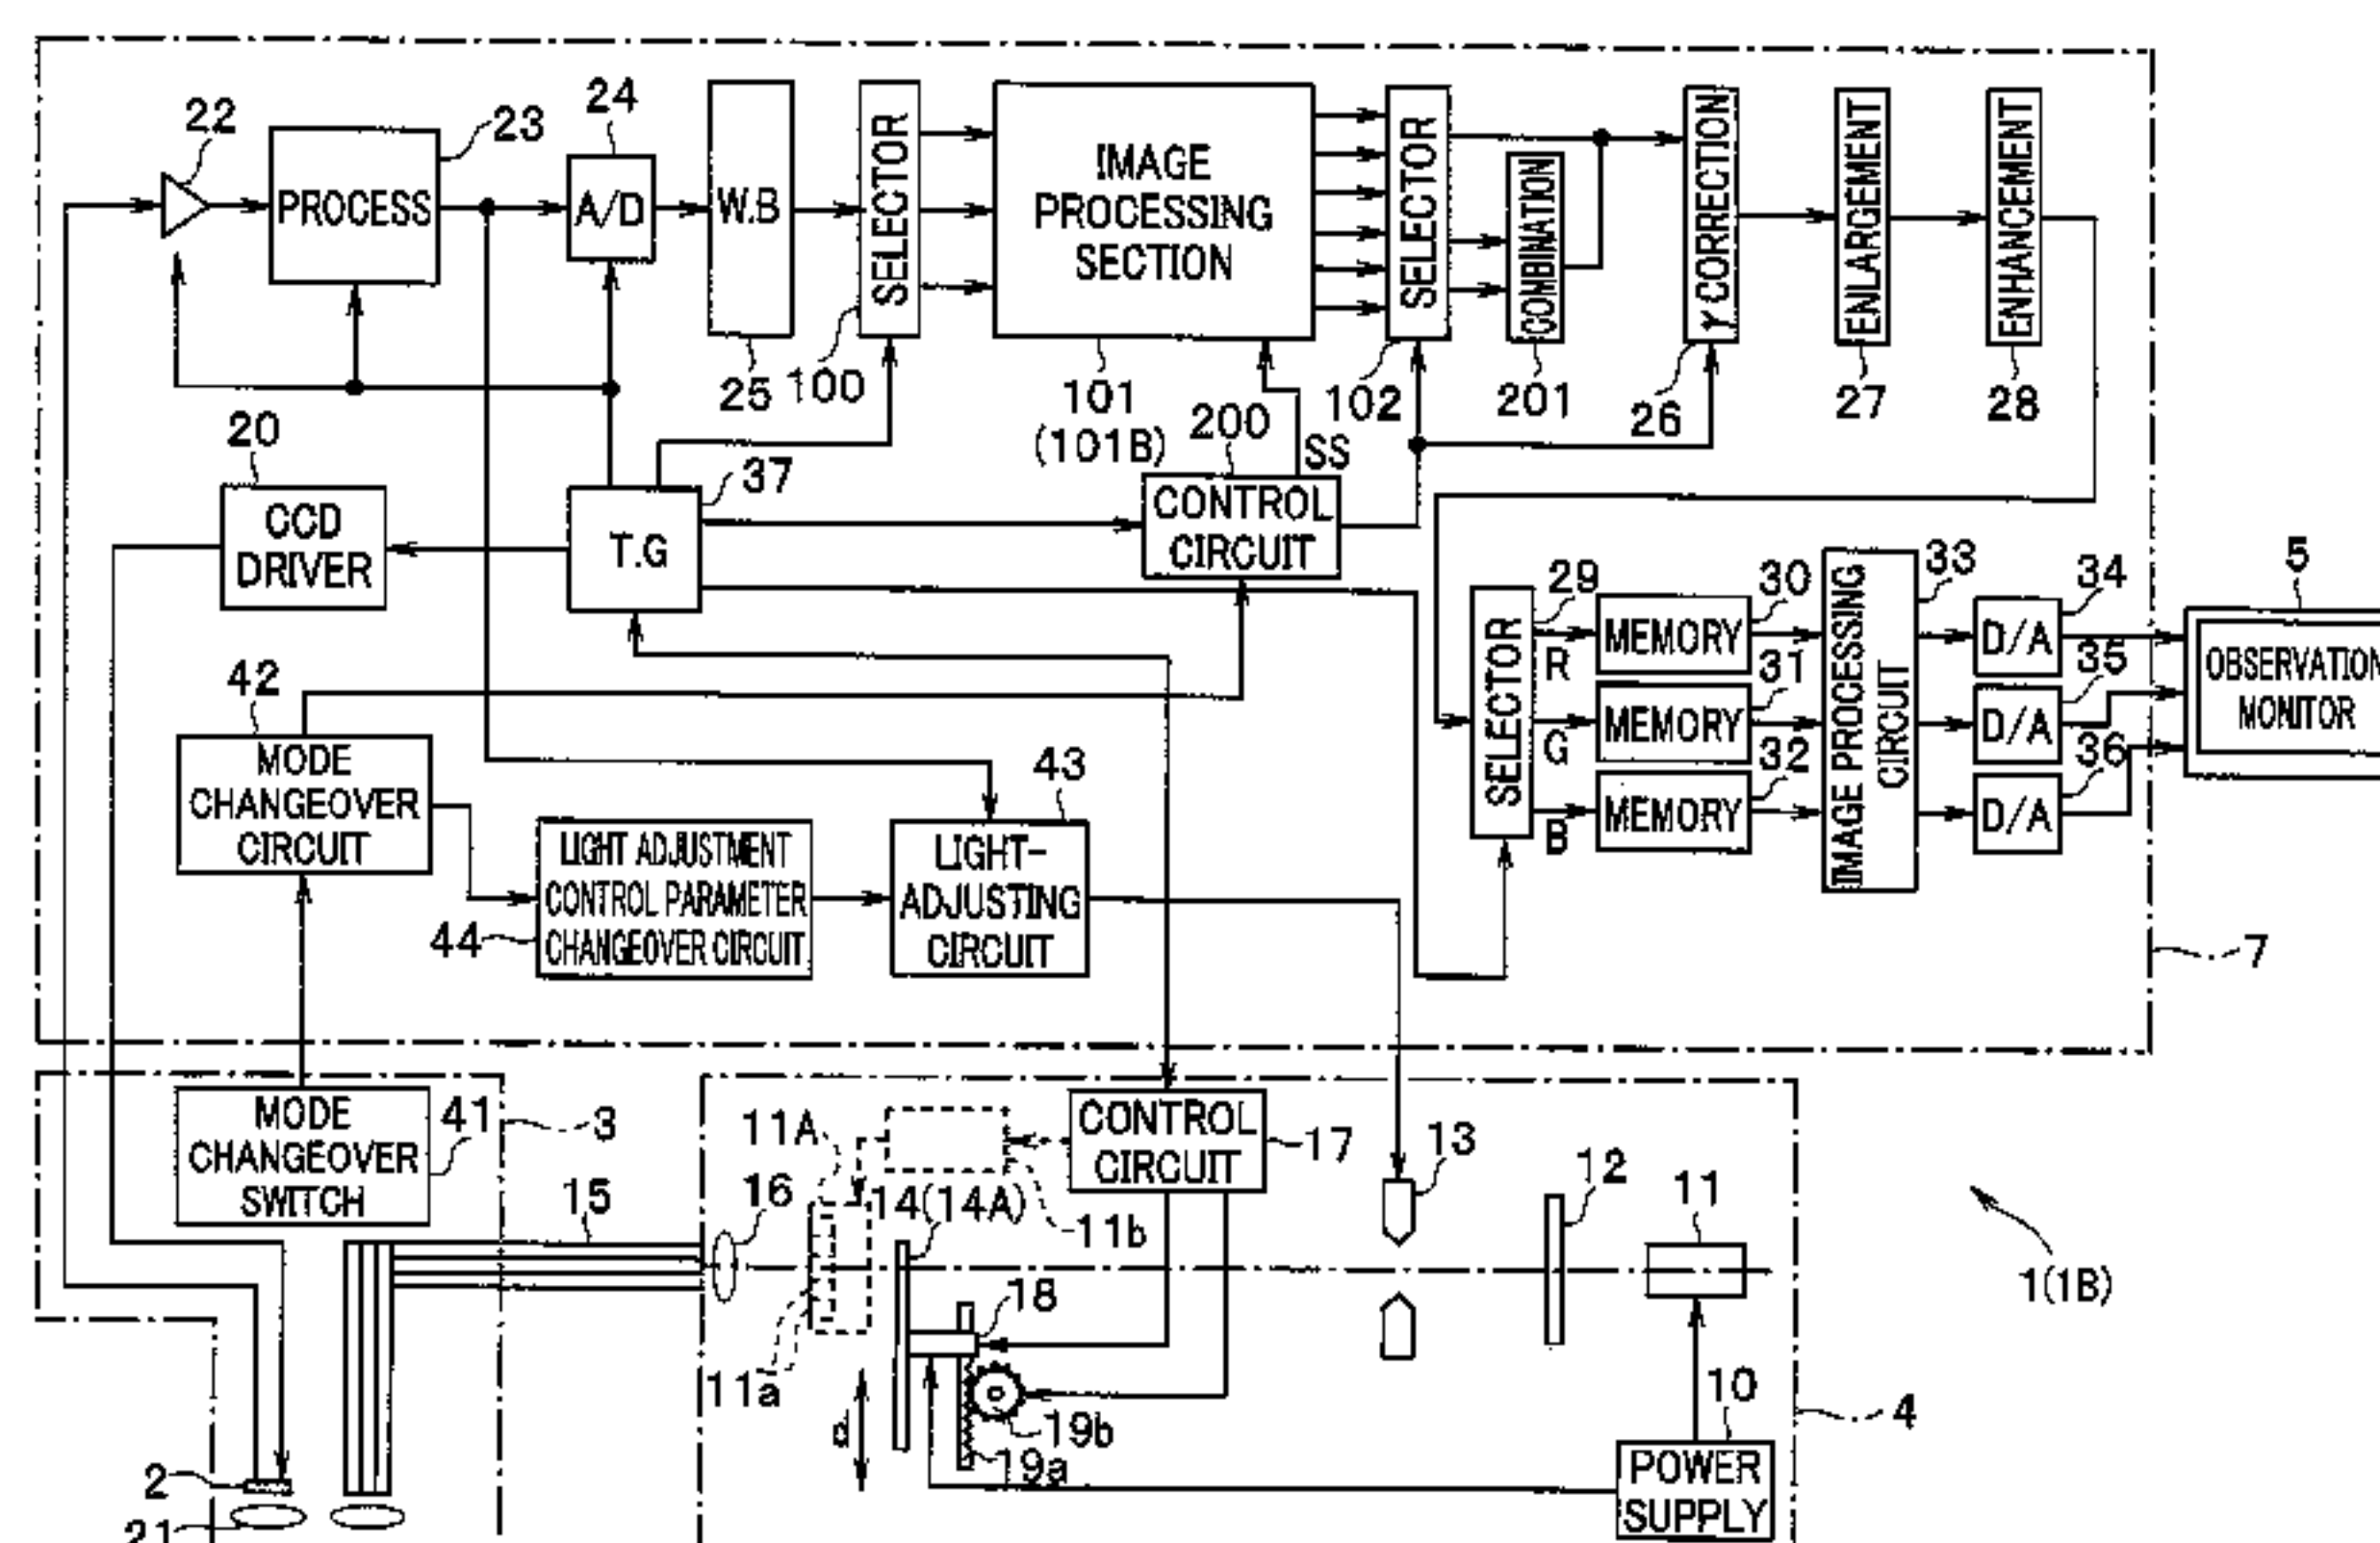 22
23
24
PROCESS
A/D
W.B
SELECTOR
IMAGE
PROCESSING
SECTION
SELECTOR
COMBINATION
γ CORRECTION
ENLARGEMENT
ENHANCEMENT
25
100
101
(101B)
200
SS
102
201
26
27
28
20
CCD
DRIVER
37
T.G
CONTROL
CIRCUIT
29
SELECTOR
R
G
B
30
MEMORY
31
MEMORY
32
MEMORY
33
IMAGE PROCESSING
CIRCUIT
34
D/A
35
D/A
36
D/A
5
OBSERVATION
MONITOR
42
MODE
CHANGEOVER
CIRCUIT
43
LIGHT ADJUSTMENT
CONTROL PARAMETER
CHANGEOVER CIRCUIT
44
LIGHT-
ADJUSTING
CIRCUIT
7
MODE
CHANGEOVER
SWITCH
41
3
15
16
11A
14(14A)
11b
CONTROL
CIRCUIT
17
13
12
11
1(1B)
18
11a
d
19b
19a
10
POWER
SUPPLY
4
2
21